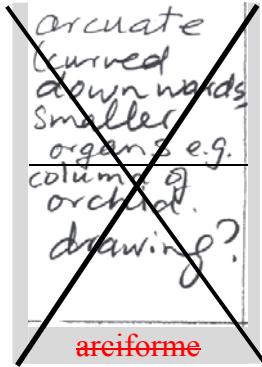 arcuate
(curved
downwards,
smaller
organs e.g.
column of
orchid.
drawing?
arciforme